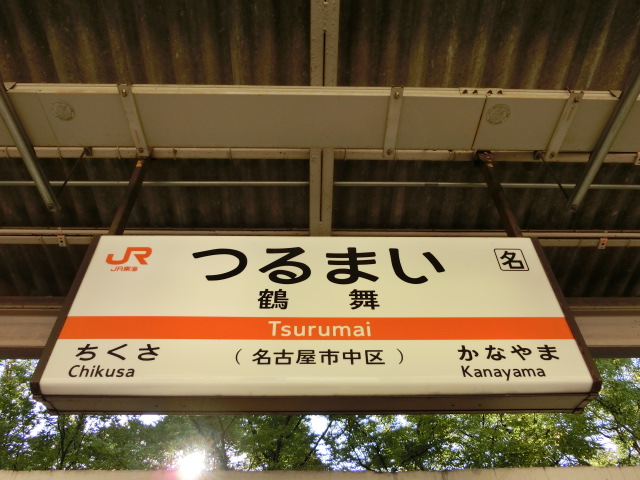 JR
JR東海
つるまい
名
鶴舞
Tsurumai
ちくさ
Chikusa
(名古屋市中区)
かなやま
Kanayama